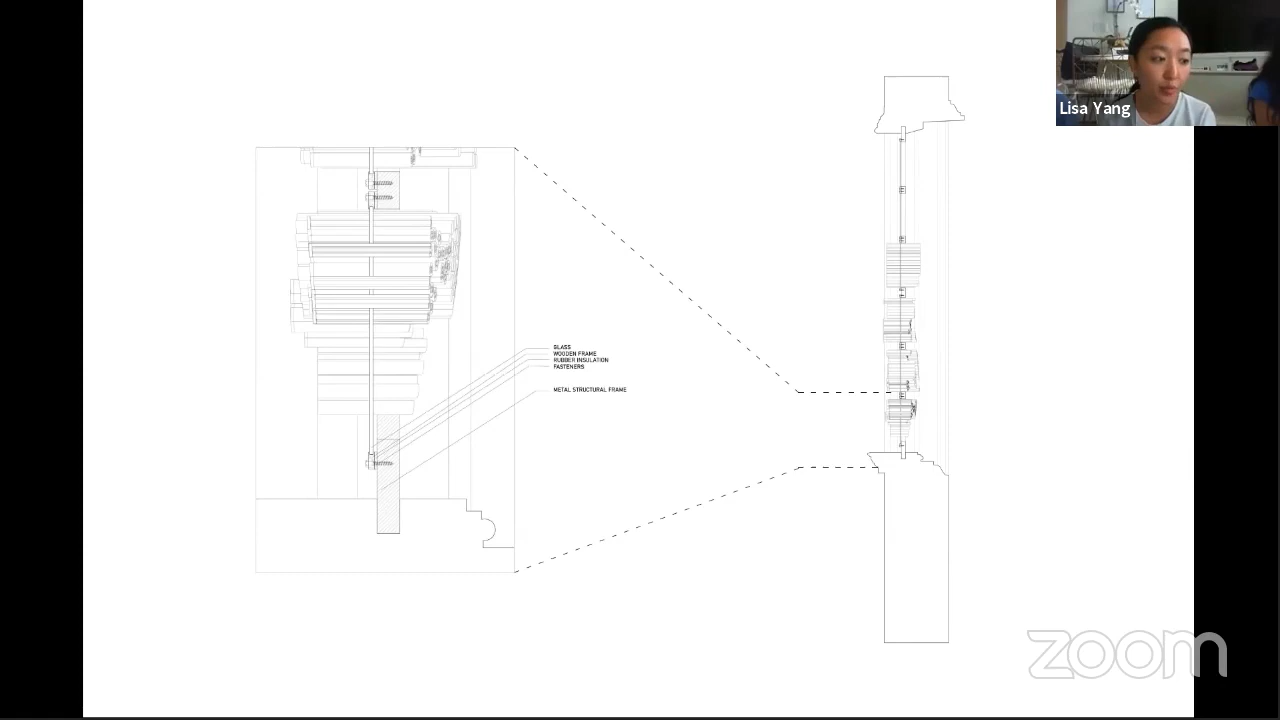 Lisa Yang
GLASS
WOODEN FRAME
RUBBER INSULATION
FASTENERS
METAL STRUCTURAL FRAME
zoom